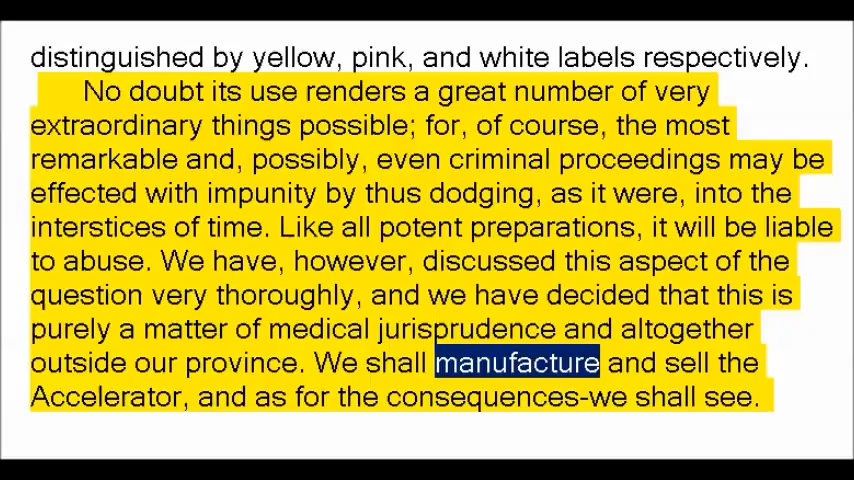 distinguished by yellow, pink, and white labels respectively.
No doubt its use renders a great number of very
extraordinary things possible; for, of course, the most
remarkable and, possibly, even criminal proceedings may be
effected with impunity by thus dodging, as it were, into the
interstices of time. Like all potent preparations, it will be liable
to abuse. We have, however, discussed this aspect of the
question very thoroughly, and we have decided that this is
purely a matter of medical jurisprudence and altogether
outside our province. We shall manufacture and sell the
Accelerator, and as for the consequences-we shall see.